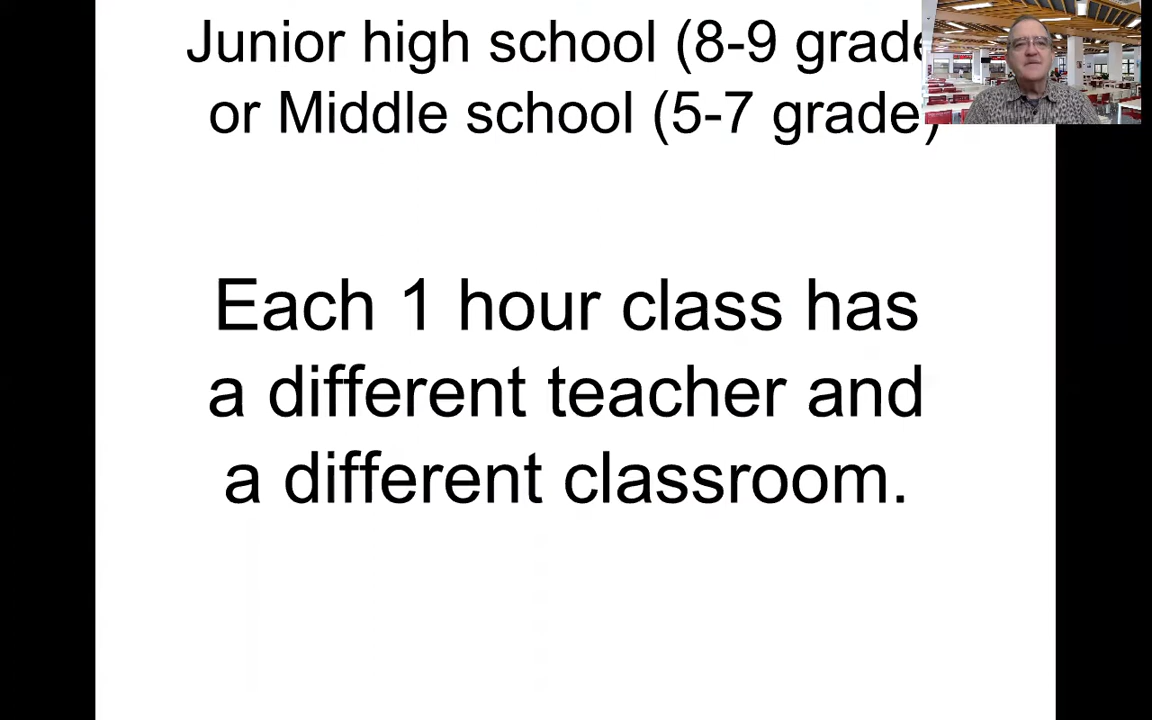 Junior high school (8-9 grade
or Middle school (5-7 grade)
Each 1 hour class has
a different teacher and
a different classroom.